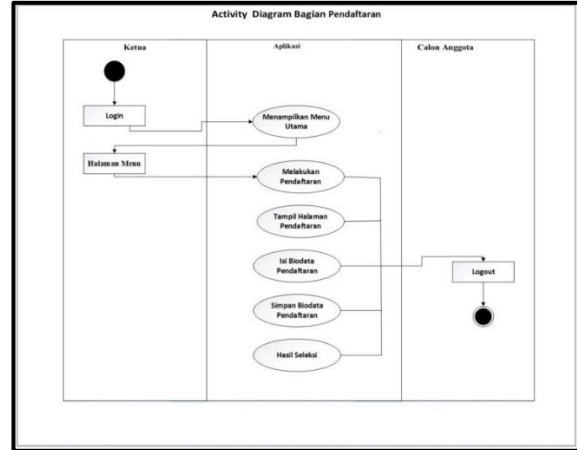 Activity Diagram Bagian Pendaftaran
Ketua
Aplikasi
Calon Anggota
Login
Menampilkan Menu
Utama
Halaman Menu
Melakukan
Pendaftaran
Tampil Halaman
Pendaftaran
Isi Biodata
Pendaftaran
Logout
Simpan Biodata
Pendaftaran
Hasil Seleksi